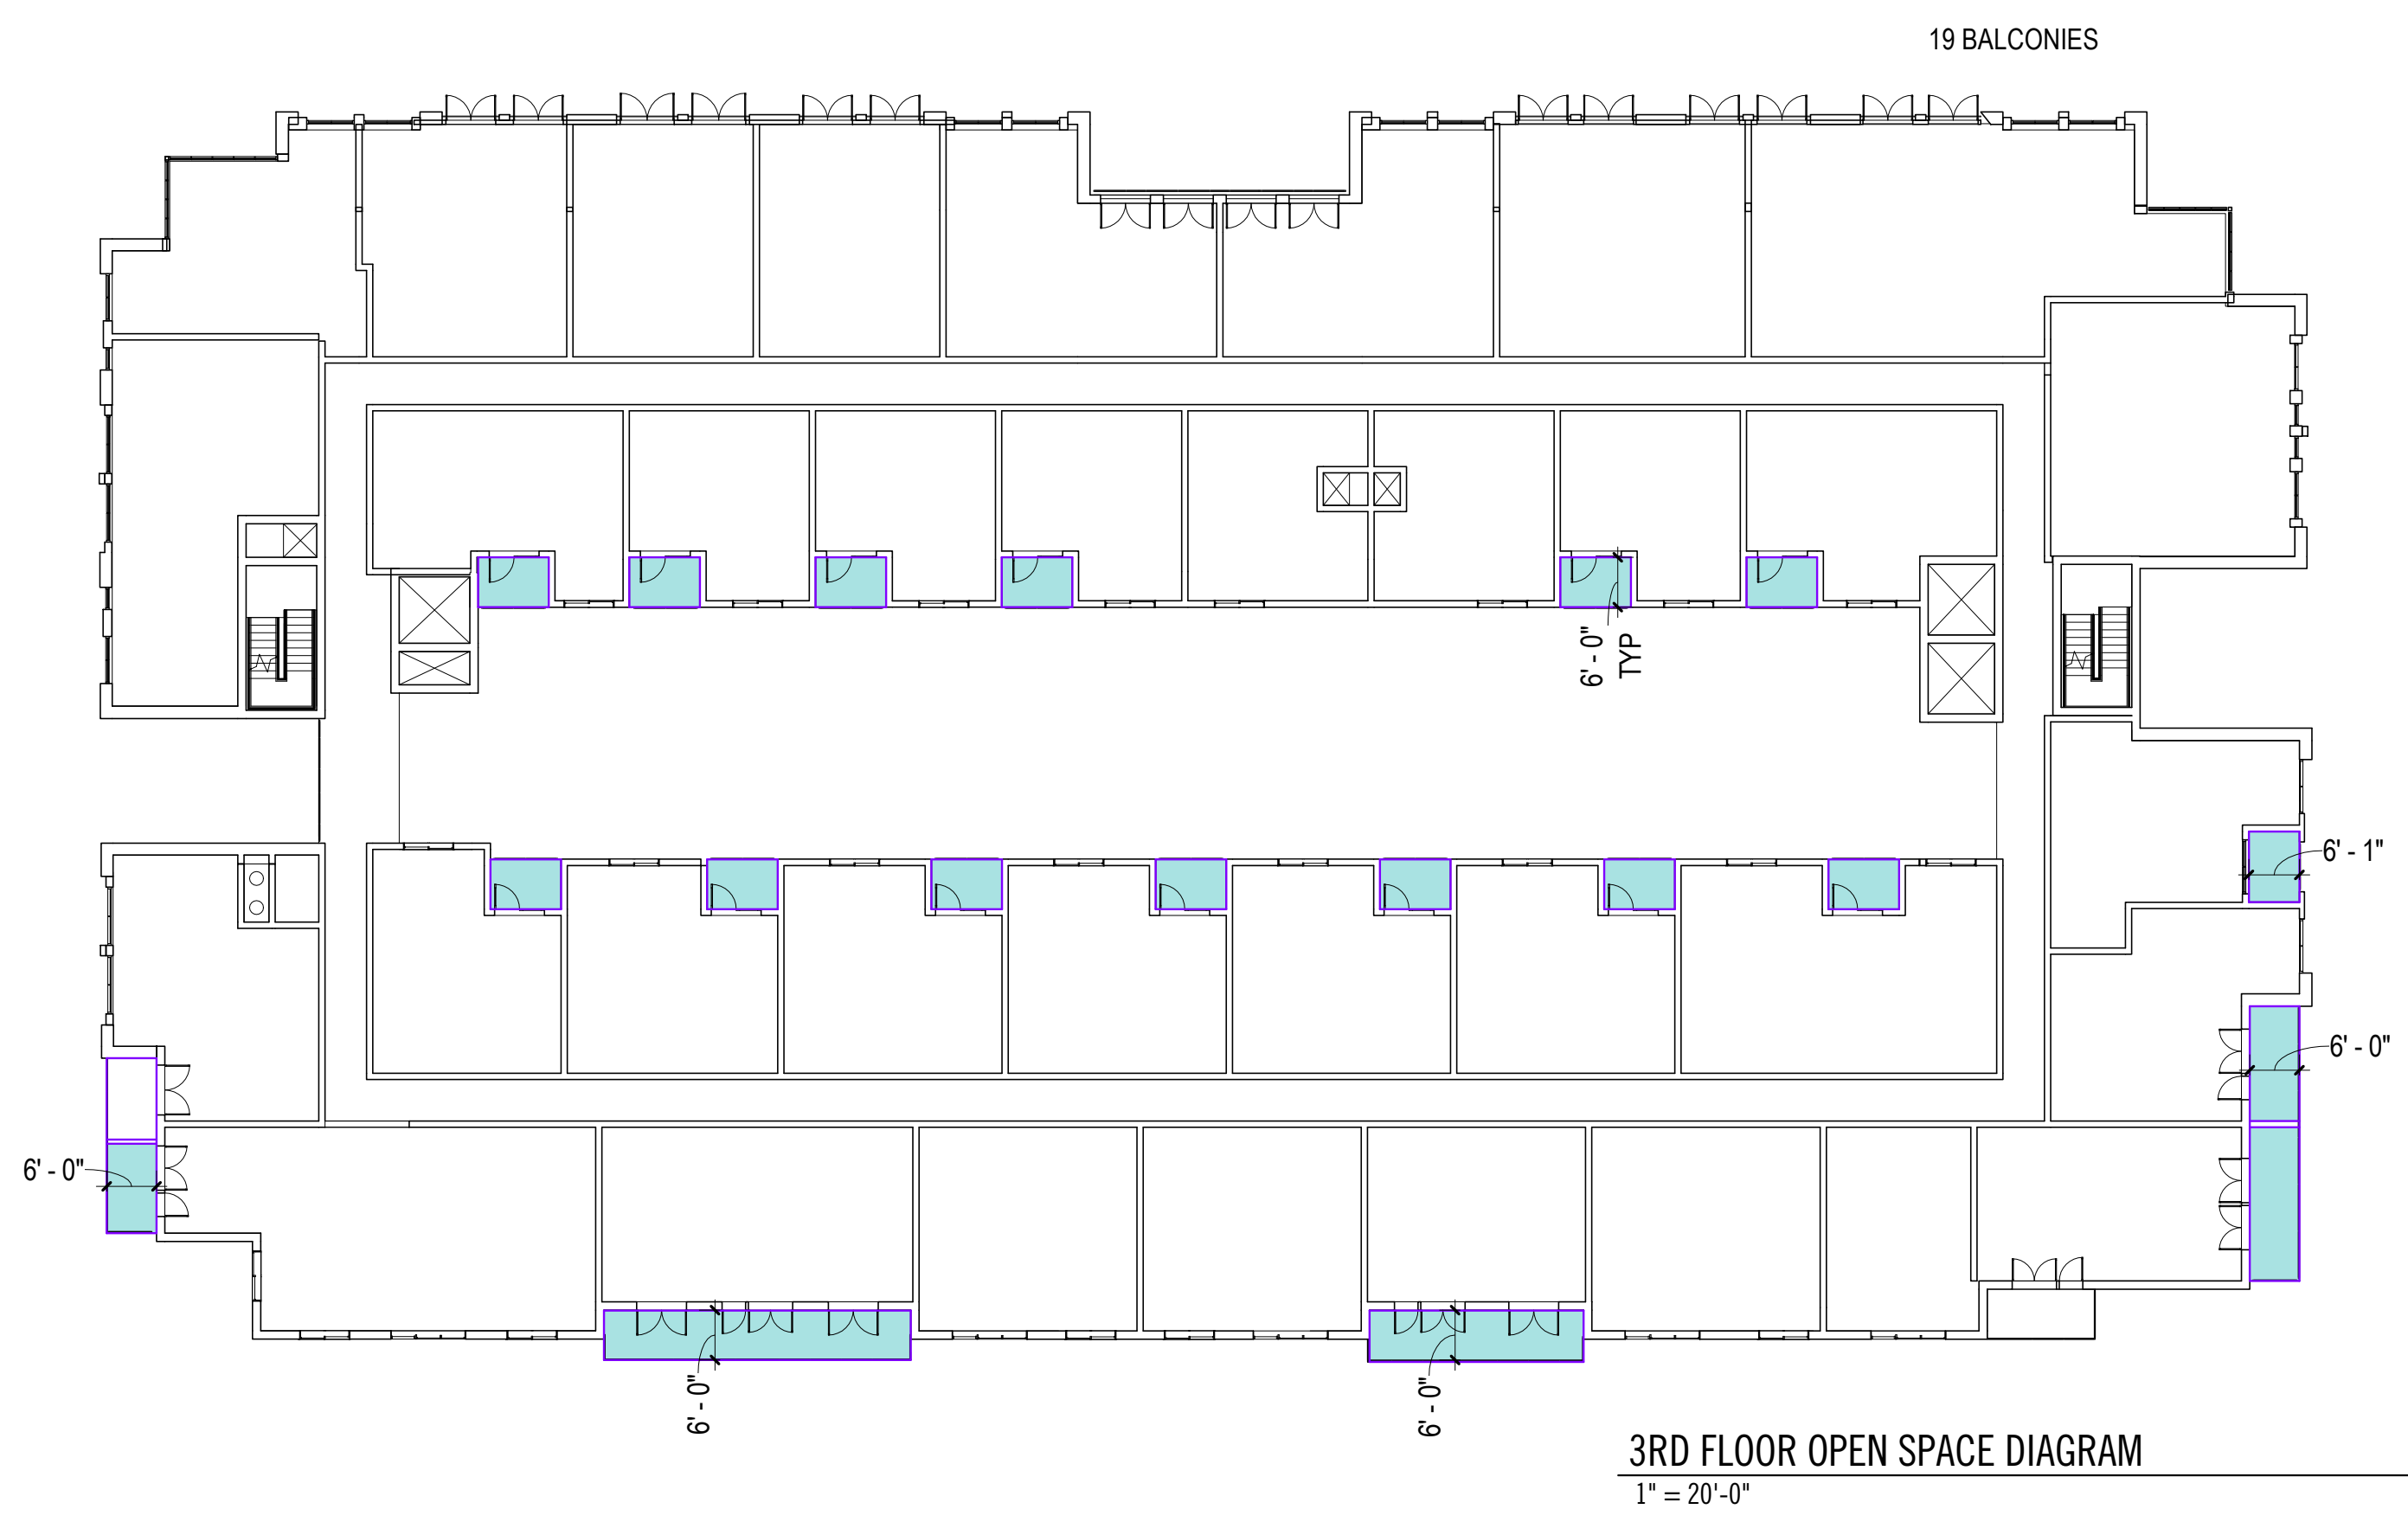 19 BALCONIES
6' - 0"
TYP
6' - 1"
6' - 0"
6' - 0"
6' - 0"
6' - 0"
3RD FLOOR OPEN SPACE DIAGRAM
1" = 20'-0"